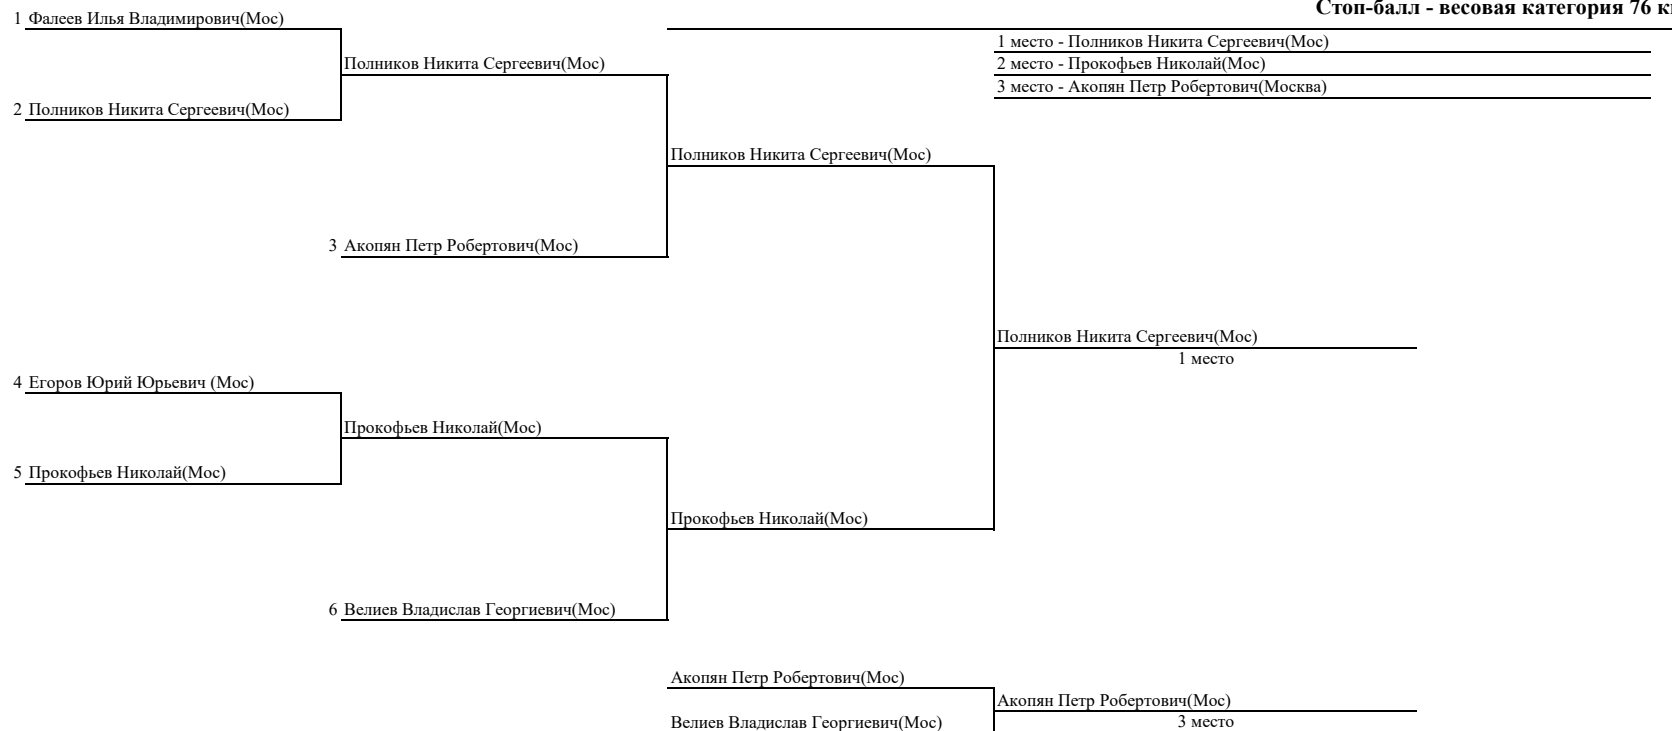 Стоп-балл - весовая категория 76 к
1 Фалеев Илья Владимирович(Мос)
1 место - Полников Никита Сергеевич(Мос)
Полников Никита Сергеевич(Мос)
2 место - Прокофьев Николай(Мос)
3 место - Акопян Петр Робертович(Москва)
2 Полников Никита Сергеевич(Мос)
Полников Никита Сергеевич(Мос)
3 Акопян Петр Робертович(Мос)
Полников Никита Сергеевич(Мос)
1 место
4 Егоров Юрий Юрьевич (Мос)
Прокофьев Николай(Мос)
5 Прокофьев Николай(Мос)
Прокофьев Николай(Мос)
6 Велиев Владислав Георгиевич(Мос)
Акопян Петр Робертович(Мос)
Акопян Петр Робертович(Мос)
Велиев Владислав Георгиевич(Мос)
3 место